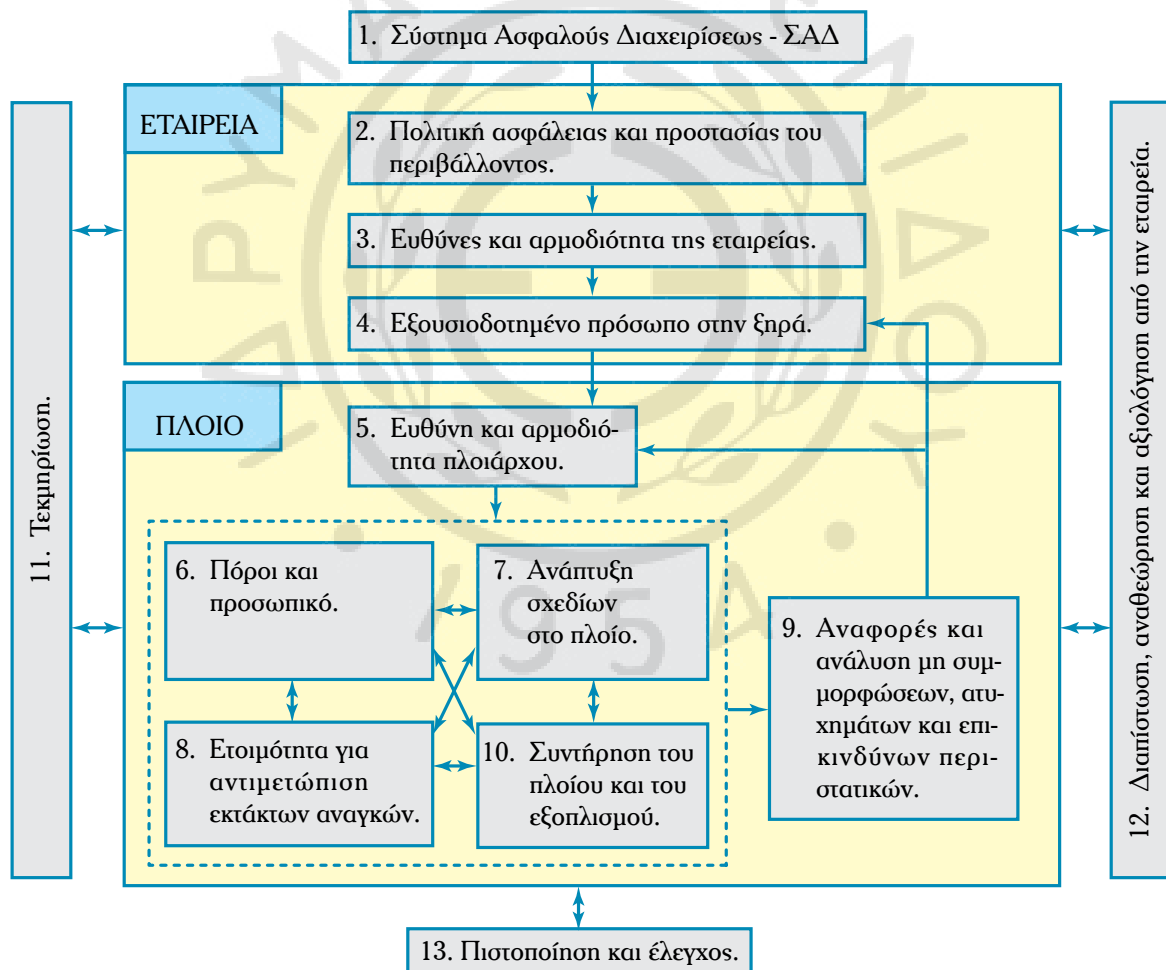 1. Σύστημα Ασφαλούς Διαχειρίσεως - ΣΑΔ
ΕΤΑΙΡΕΙΑ
2. Πολιτική ασφάλειας και προστασίας του
περιβάλλοντος.
3. Ευθύνες και αρμοδιότητα της εταιρείας.
4. Εξουσιοδοτημένο πρόσωπο στην ξηρά.
ΠΛΟΙΟ
5. Ευθύνη και αρμοδιό-
τητα πλοιάρχου.
6. Πόροι και
προσωπικό.
7. Ανάπτυξη
σχεδίων
στο πλοίο.
8. Ετοιμότητα για
αντιμετώπιση
εκτάκτων αναγκών.
10. Συντήρηση του
πλοίου και του
εξοπλισμού.
9. Αναφορές και
ανάλυση μη συμ-
μορφώσεων, ατυ-
χημάτων και επι-
κινδύνων περι-
στατικών.
11. Τεκμηρίωση.
12. Διαπίστωση, αναθεώρηση και αξιολόγηση από την εταιρεία.
13. Πιστοποίηση και έλεγχος.
1954